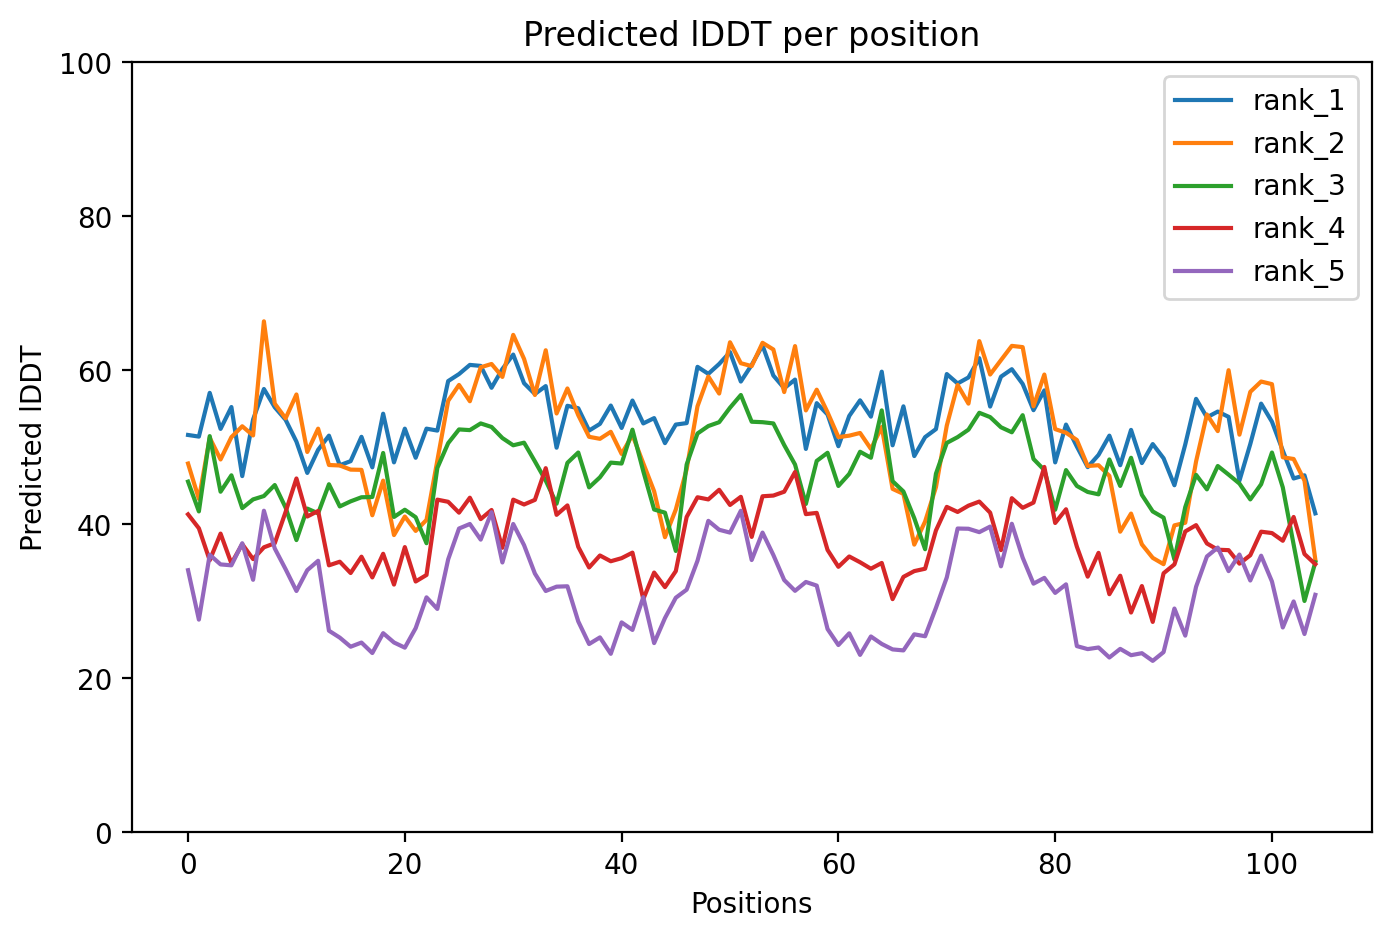 Predicted lDDT per position
100
80
60
40
20
0
Predicted lDDT
0 20 40 60 80 100
Positions
rank_1
rank_2
rank_3
rank_4
rank_5